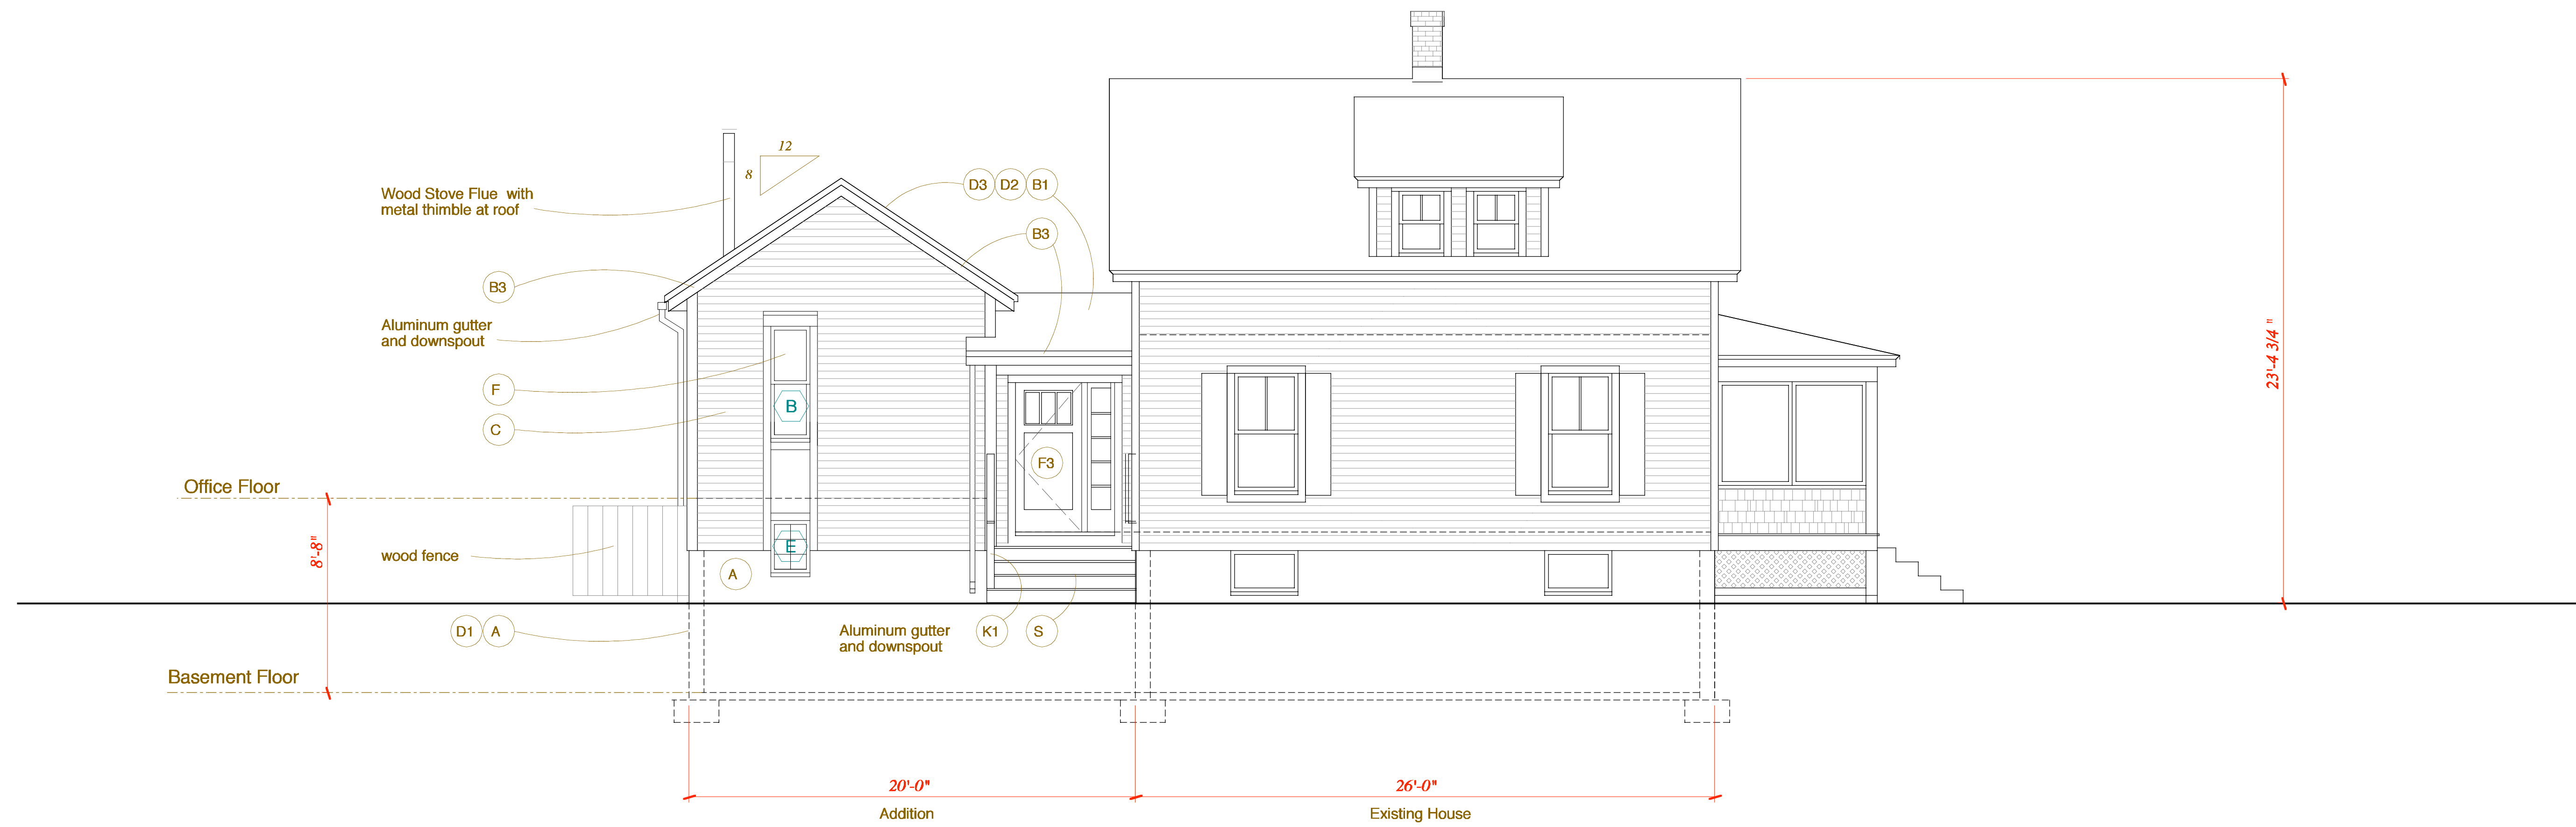 12
8
Wood Stove Flue with
metal thimble at roof
D3 D2 B1
B3
B3
Aluminum gutter
and downspout
23'-4 3/4 "
F
B
C
F3
Office Floor
8'-8"
wood fence
E
A
D1 A
Aluminum gutter
and downspout
K1 S
Basement Floor
20'-0"
26'-0"
Addition
Existing House